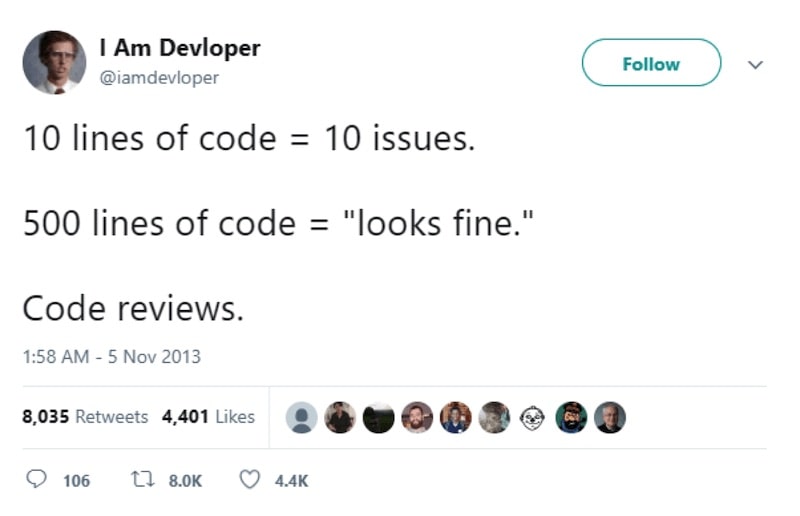 I Am Devloper
@iamdevloper
Follow
10 lines of code = 10 issues.
500 lines of code = "looks fine."
Code reviews.
1:58 AM - 5 Nov 2013
8,035 Retweets 4,401 Likes
106 8.0K 4.4K